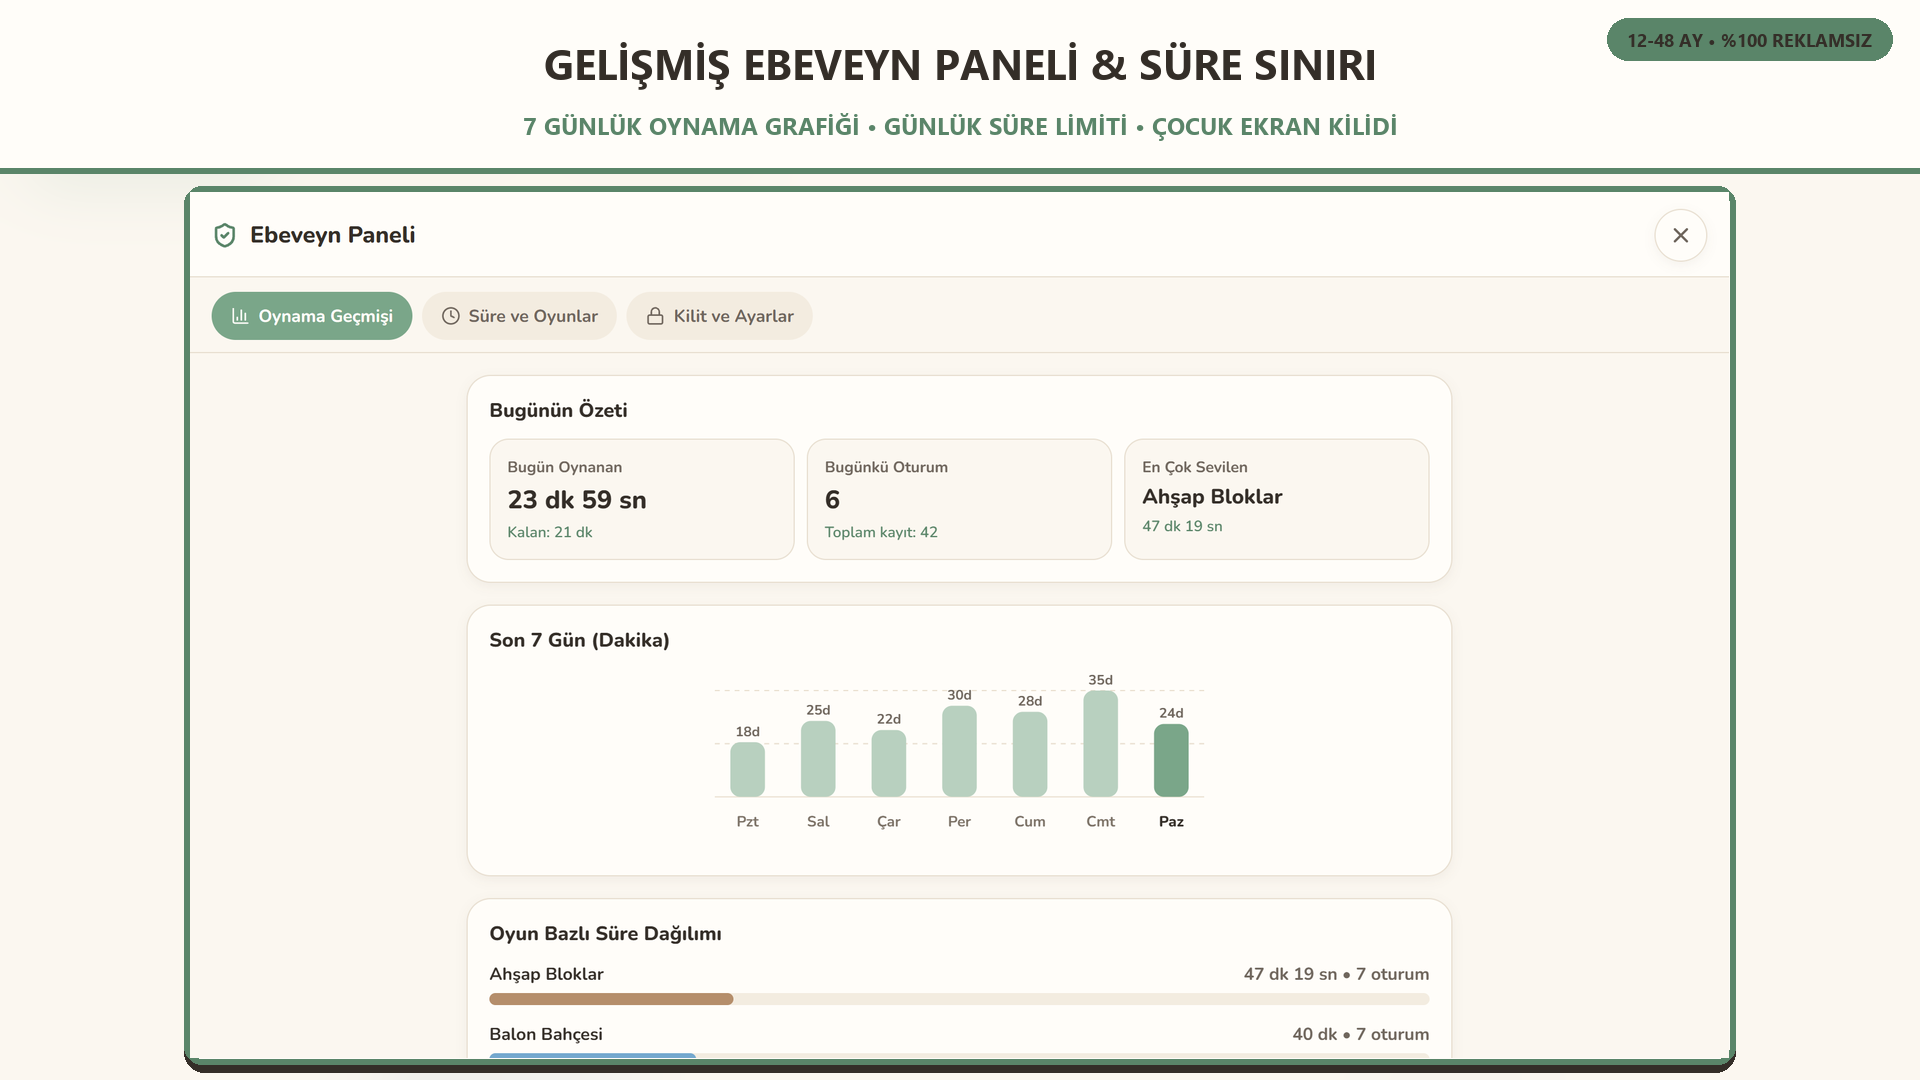 12-48 AY • %100 REKLAMSIZ
GELİŞMİŞ EBEVEYN PANELİ & SÜRE SINIRI
7 GÜNLÜK OYNAMA GRAFİĞİ • GÜNLÜK SÜRE LİMİTİ • ÇOCUK EKRAN KİLİDİ
Ebeveyn Paneli
Oynama Geçmişi
Süre ve Oyunlar
Kilit ve Ayarlar
Bugünün Özeti
Bugün Oynanan
23 dk 59 sn
Kalan: 21 dk
Bugünkü Oturum
6
Toplam kayıt: 42
En Çok Sevilen
Ahşap Bloklar
47 dk 19 sn
Son 7 Gün (Dakika)
18d 25d 22d 30d 28d 35d 24d
Pzt Sal Çar Per Cum Cmt Paz
Oyun Bazlı Süre Dağılımı
Ahşap Bloklar 47 dk 19 sn • 7 oturum
Balon Bahçesi 40 dk • 7 oturum